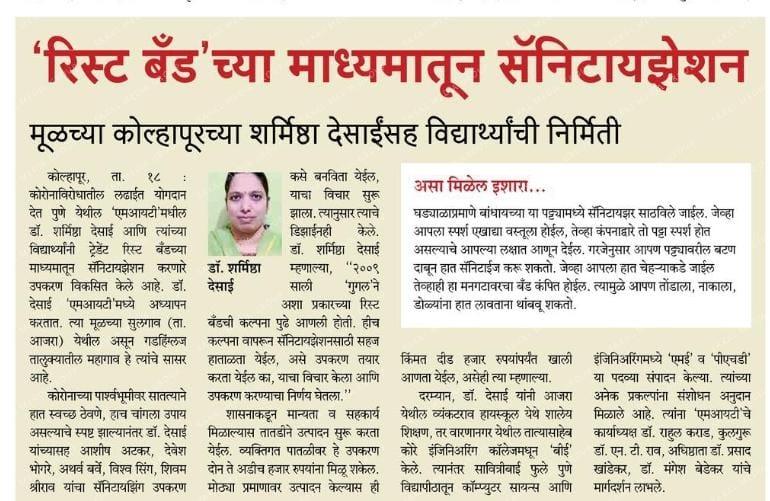 ‘रिस्ट बँड’च्या माध्यमातून सॅनिटायझेशन
मूळच्या कोल्हापूरच्या शर्मिष्ठा देसाईंसह विद्यार्थ्यांची निर्मिती
कोल्हापूर, ता. १८ :
कोरोनाविरोधातील लढाईत योगदान
देत पुणे येथील ‘एमआयटी’मधील
डॉ. शर्मिष्ठा देसाई आणि त्यांच्या
विद्यार्थ्यांनी ट्रेडेंट रिस्ट बँडच्या
माध्यमातून सॅनिटायझेशन करणारे
उपकरण विकसित केले आहे. डॉ.
देसाई ‘एमआयटी’मध्ये अध्यापन
करतात. त्या मूळच्या सुलगाव (ता.
आजरा) येथील असून गडहिंग्लज
तालुक्यातील महागाव हे त्यांचे सासर
आहे.
कोरोनाच्या पार्श्वभूमीवर सातत्याने
हात स्वच्छ ठेवणे, हाच चांगला उपाय
असल्याचे स्पष्ट झाल्यानंतर डॉ. देसाई
यांच्यासह आशीष अटकर, देवेश
भोगरे, अथर्व बर्वे, विश्व सिंग, शिवम
श्रीराव यांचा सॅनिटायझिंग उपकरण
डॉ. शर्मिष्ठा
देसाई
कसे बनविता येईल,
याचा विचार सुरू
झाला. त्यानुसार त्याचे
डिझाईनही केले.
डॉ. शर्मिष्ठा देसाई
म्हणाल्या, ‘‘२००९
साली ‘गुगल’ने
अशा प्रकारच्या रिस्ट
बँडची कल्पना पुढे आणली होती. हीच
कल्पना वापरून सॅनिटायझेशनसाठी सहज
हाताळता येईल, असे उपकरण तयार
करता येईल का, याचा विचार केला आणि
उपकरण करण्याचा निर्णय घेतला.’’
शासनाकडून मान्यता व सहकार्य
मिळाल्यास तातडीने उत्पादन सुरू करता
येईल. व्यक्तिगत पातळीवर हे उपकरण
दोन ते अडीच हजार रुपयांना मिळू शकेल.
मोठ्या प्रमाणावर उत्पादन केल्यास ही
असा मिळेल इशारा...
घड्याळाप्रमाणे बांधायच्या या पट्ट्यामध्ये सॅनिटायझर साठविले जाईल. जेव्हा
आपला स्पर्श एखाद्या वस्तूला होईल, तेव्हा कंपनाद्वारे तो पट्टा स्पर्श होत
असल्याचे आपल्या लक्षात आणून देईल. गरजेनुसार आपण पट्ट्यावरील बटण
दाबून हात सॅनिटाईज करू शकतो. जेव्हा आपला हात चेहऱ्याकडे जाईल
तेव्हाही हा मनगटावरचा बँड कंपित होईल. त्यामुळे आपण तोंडाला, नाकाला,
डोळ्यांना हात लावताना थांबवू शकतो.
किंमत दीड हजार रुपयांपर्यंत खाली
आणता येईल, असेही त्या म्हणाल्या.
दरम्यान, डॉ. देसाई यांनी आजरा
येथील व्यंकटराव हायस्कूल येथे शालेय
शिक्षण, तर वारणानगर येथील तात्यासाहेब
कोरे इंजिनिअरिंग कॉलेजमधून ‘बीई’
केले. त्यानंतर सावित्रीबाई फुले पुणे
विद्यापीठातून कॉम्प्युटर सायन्स आणि
इंजिनिअरिंगमध्ये ‘एमई’ व ‘पीएचडी’
या पदव्या संपादन केल्या. त्यांच्या
अनेक प्रकल्पांना संशोधन अनुदान
मिळाले आहे. त्यांना ‘एमआयटी’चे
कार्याध्यक्ष डॉ. राहुल कराड, कुलगुरू
डॉ. एन. टी. राव, अधिष्ठाता डॉ. प्रसाद
खांडेकर, डॉ. मंगेश बेडेकर यांचे
मार्गदर्शन लाभले.